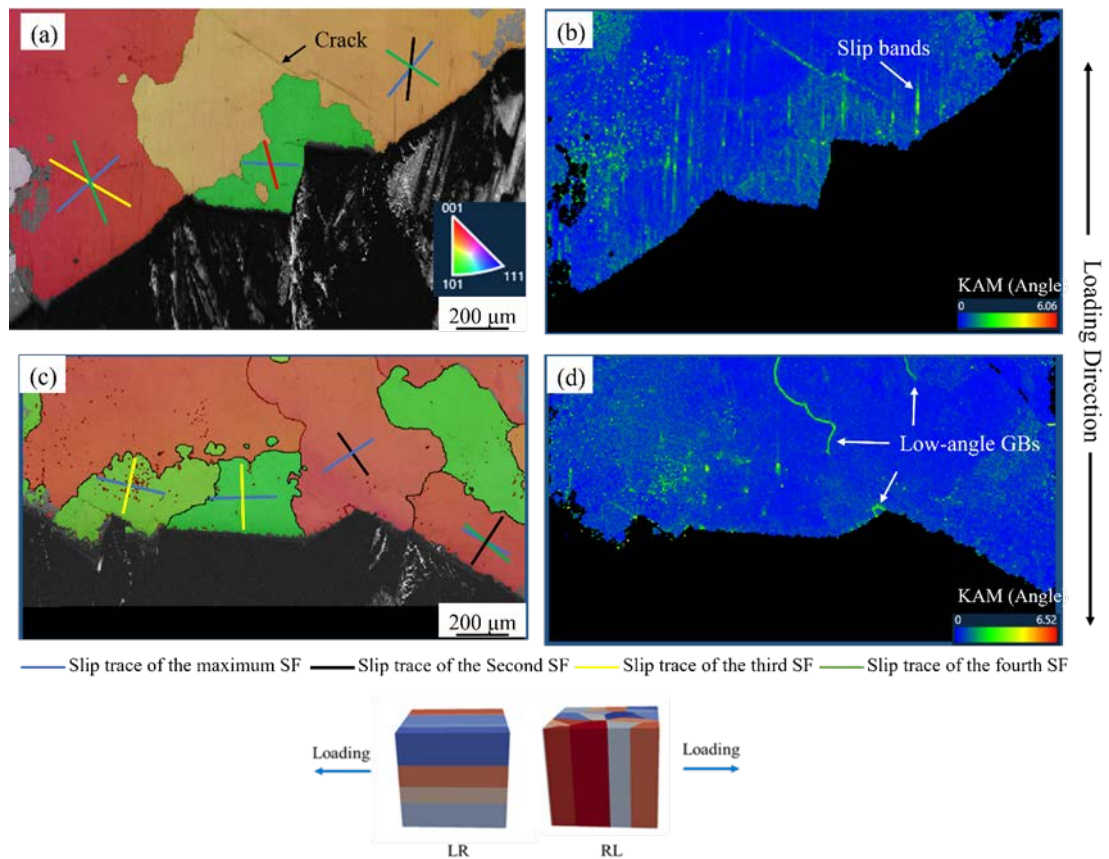 (a)
Crack
001
101
111
200 μm
(b)
Slip bands
KAM (Angle)
0
6.06
(c)
200 μm
(d)
Low-angle GBs
KAM (Angle)
0
6.52
Loading Direction
Slip trace of the maximum SF
Slip trace of the Second SF
Slip trace of the third SF
Slip trace of the fourth SF
Loading
Loading
LR
RL